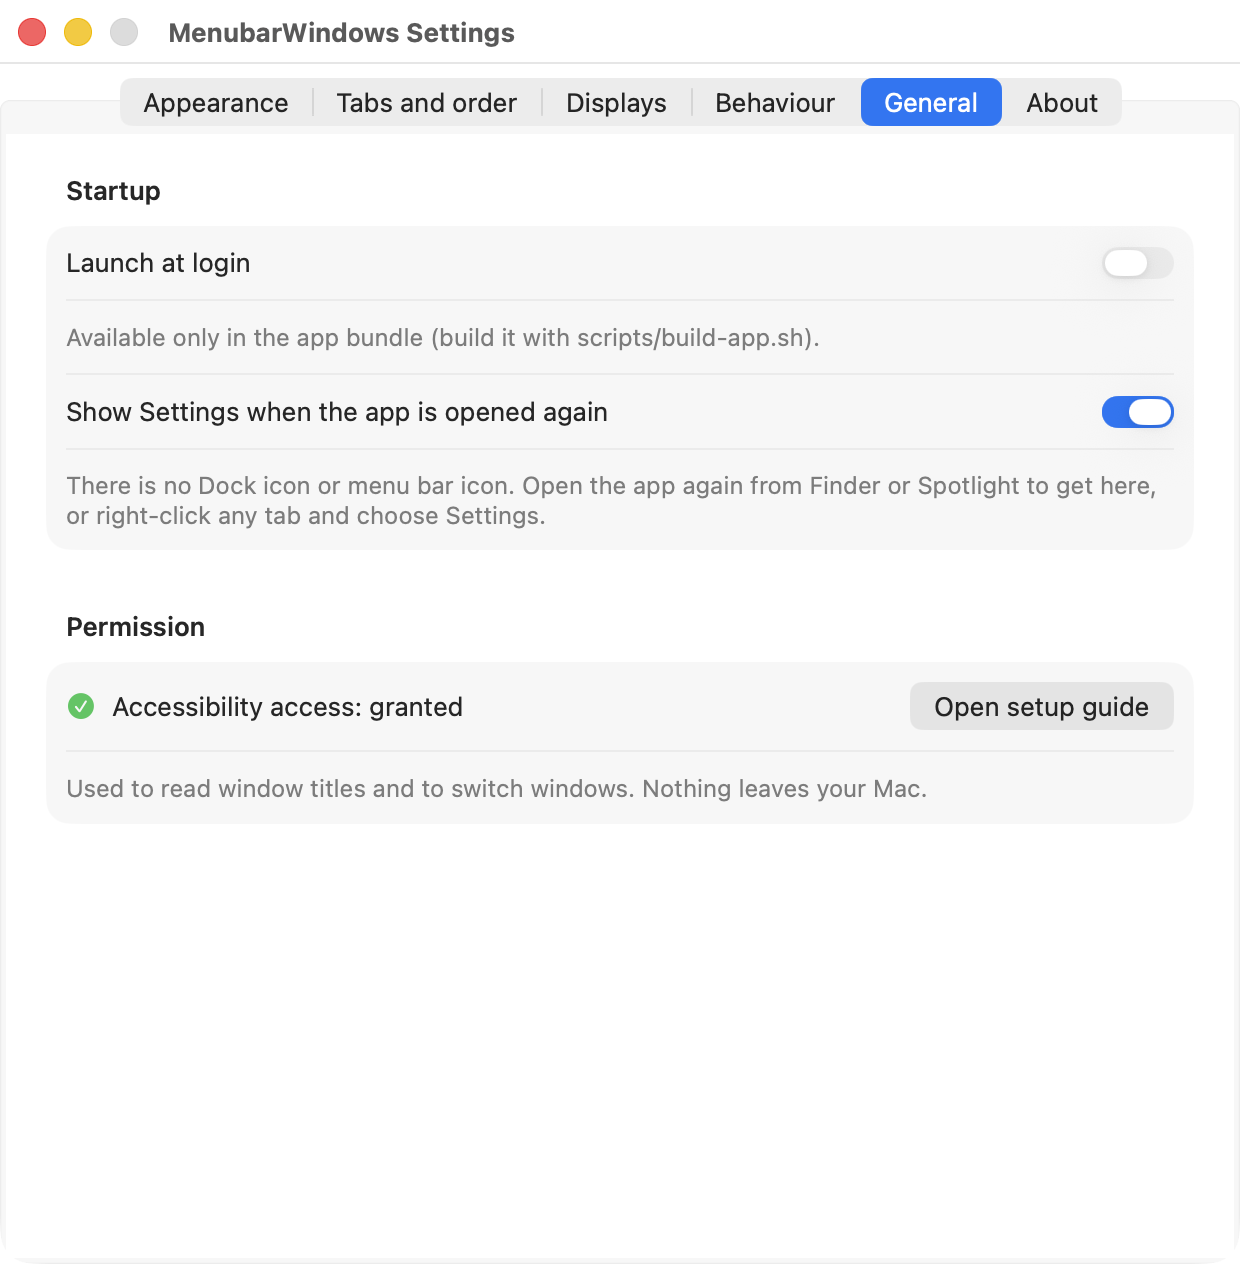 MenubarWindows Settings
Appearance
Tabs and order
Displays
Behaviour
General
About
Startup
Launch at login
Available only in the app bundle (build it with scripts/build-app.sh).
Show Settings when the app is opened again
There is no Dock icon or menu bar icon. Open the app again from Finder or Spotlight to get here,
or right-click any tab and choose Settings.
Permission
Accessibility access: granted
Open setup guide
Used to read window titles and to switch windows. Nothing leaves your Mac.